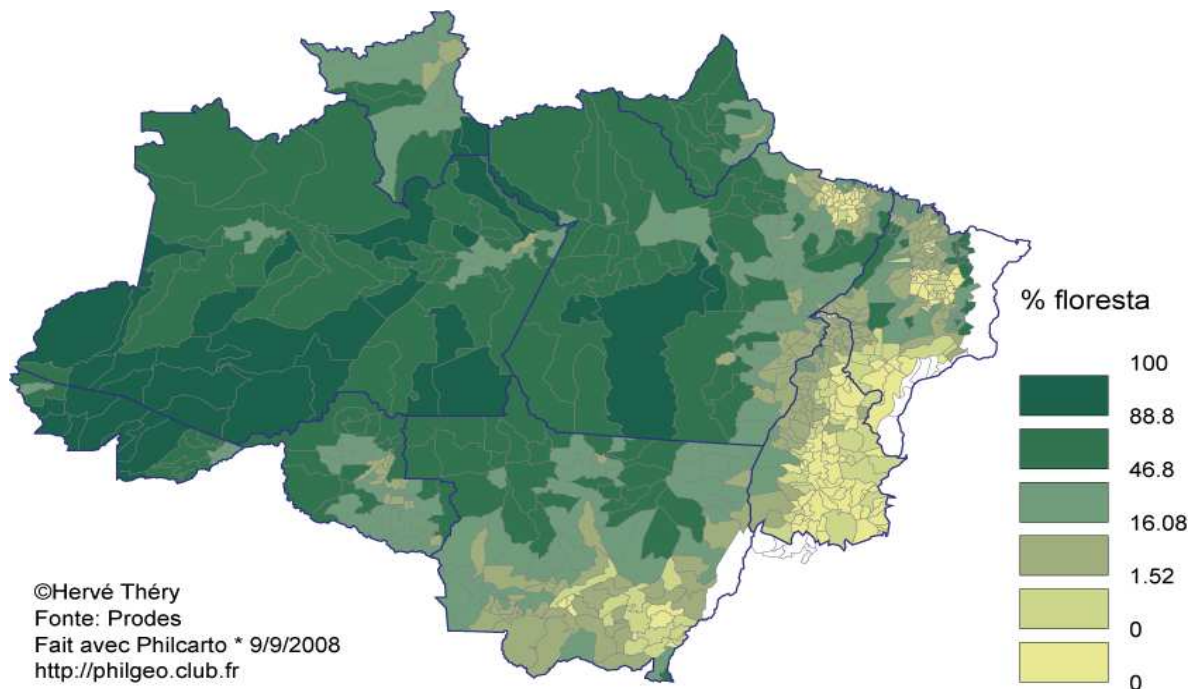 % floresta
100
88.8
46.8
16.08
1.52
0
0
©Hervé Théry
Fonte: Prodes
Fait avec Philcarto * 9/9/2008
http://philgeo.club.fr